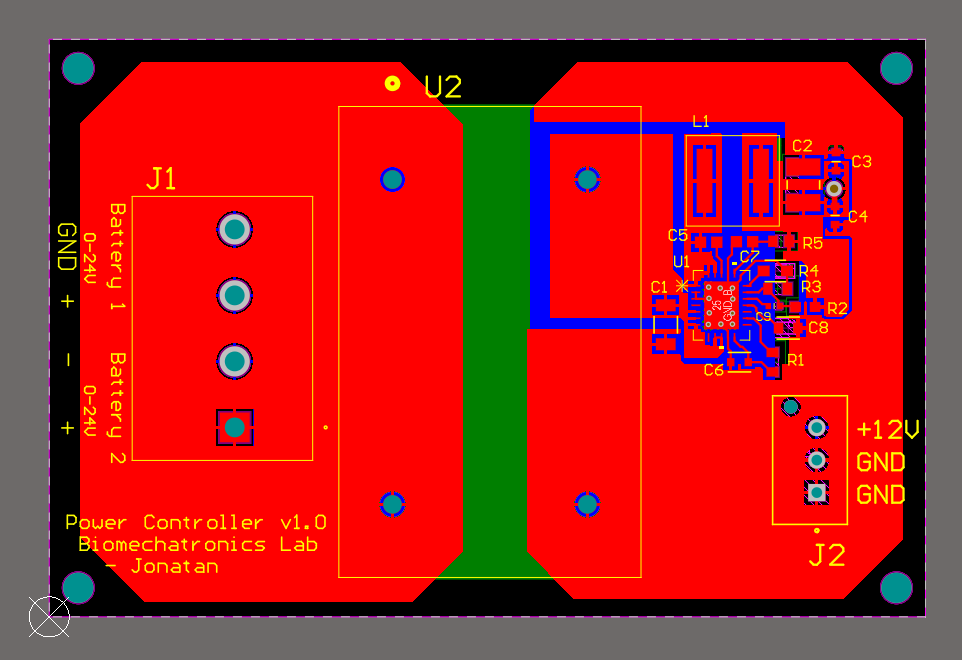 U2
L1
C2
C3
J1
C4
GND
0-24V
Battery 1
C5
R5
C7
U1
R4
R3
C1
25
GND_B
R2
C9
C8
+
-
R1
C6
Battery 2
0-24V
+
+12V
GND
GND
Power Controller v1.0
Biomechatronics Lab
- Jonatan
J2